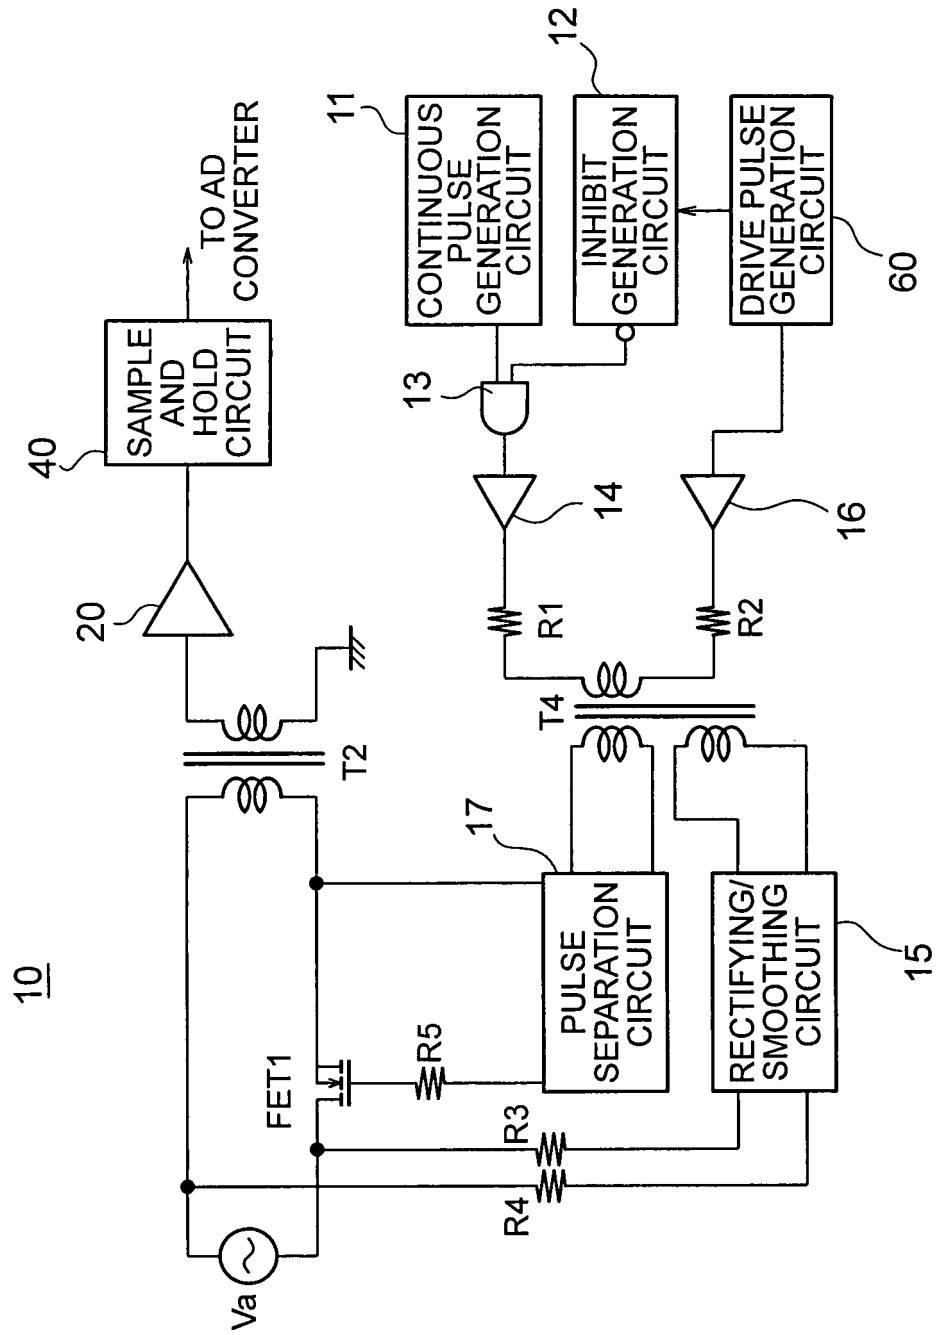 10
Va
FET1
T2
20
40
SAMPLE
AND
HOLD
CIRCUIT
TO AD
CONVERTER
R4
R3
R5
17
PULSE
SEPARATION
CIRCUIT
RECTIFYING/
SMOOTHING
CIRCUIT
15
T4
R1
R2
14
16
13
11
CONTINUOUS
PULSE
GENERATION
CIRCUIT
12
INHIBIT
GENERATION
CIRCUIT
DRIVE PULSE
GENERATION
CIRCUIT
60